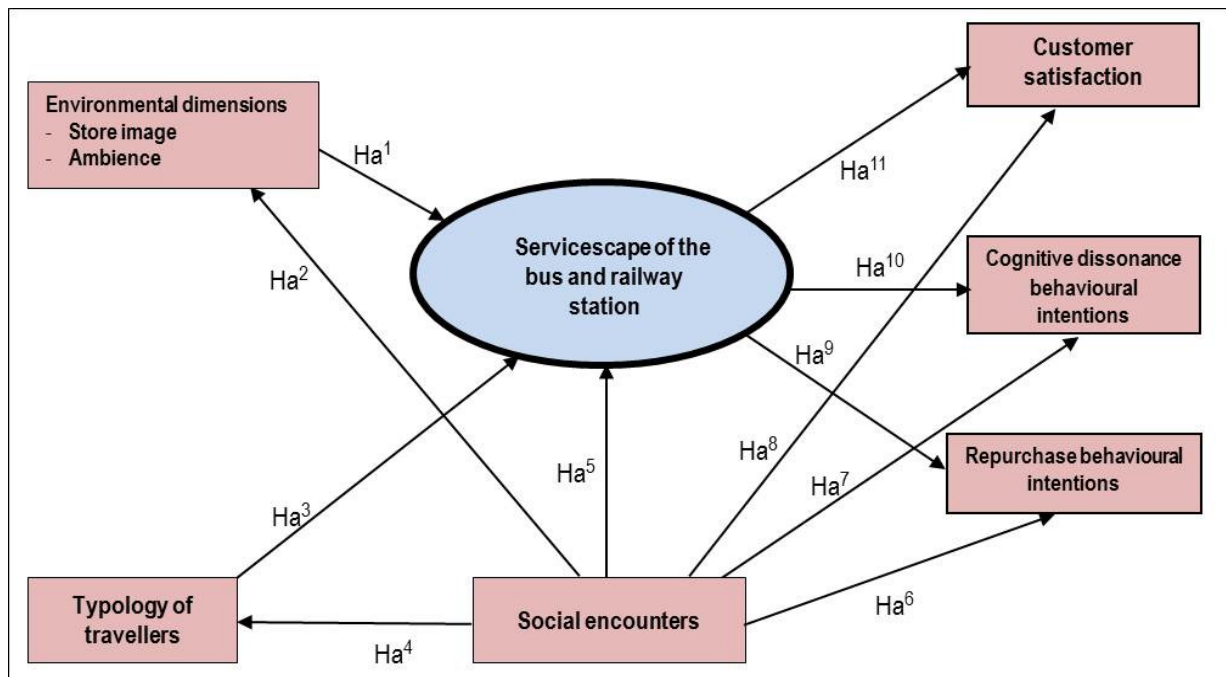 Customer
satisfaction
Environmental dimensions
- Store image
- Ambience
Ha¹
Ha¹¹
Servicescape of the
bus and railway
station
Ha²
Ha¹⁰
Cognitive dissonance
behavioural
intentions
Ha⁹
Ha⁸
Ha⁵
Ha⁷
Repurchase behavioural
intentions
Ha³
Typology of
travellers
Ha⁴
Social encounters
Ha⁶